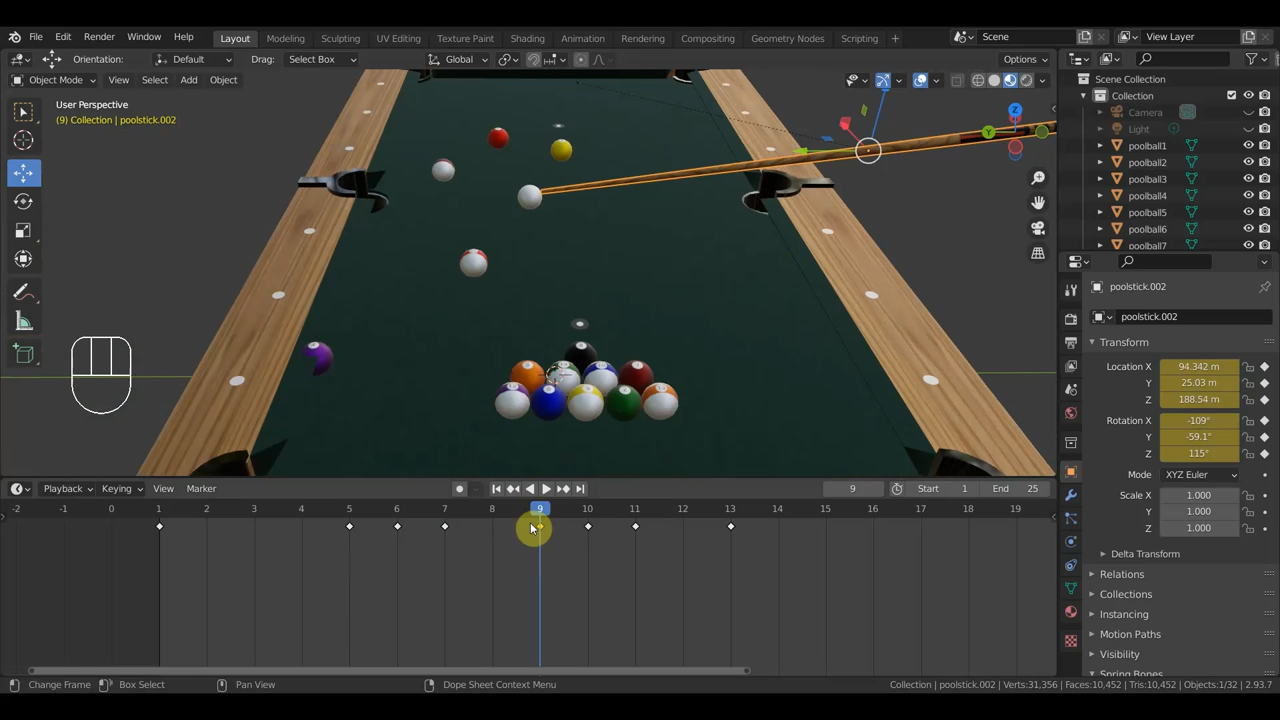 File Edit Render Window Help Layout Modeling Sculpting UV Editing Texture Paint Shading Animation Rendering Compositing Geometry Nodes Scripting + Scene View Layer
Orientation: Default Drag: Select Box Global Options
Object Mode View Select Add Object
User Perspective
(9) Collection | poolstick.002
Z
Y
Scene Collection
Collection
Camera
Light
poolball1
poolball2
poolball3
poolball4
poolball5
poolball6
poolball7
poolstick.002
poolstick.002
Transform
Location X 94.342 m
Y 25.03 m
Z 188.54 m
Rotation X -109°
Y -59.1°
Z 115°
Mode XYZ Euler
Scale X 1.000
Y 1.000
Z 1.000
Delta Transform
Relations
Collections
Instancing
Motion Paths
Visibility
Spring Bones
Playback Keying View Marker 9 Start 1 End 25
-2 -1 0 1 2 3 4 5 6 7 8 9 10 11 12 13 14 15 16 17 18 19
Change Frame Box Select Pan View Dope Sheet Context Menu Collection | poolstick.002 | Verts:31,356 | Faces:10,452 | Tris:10,452 | Objects:1/32 | 2.93.7